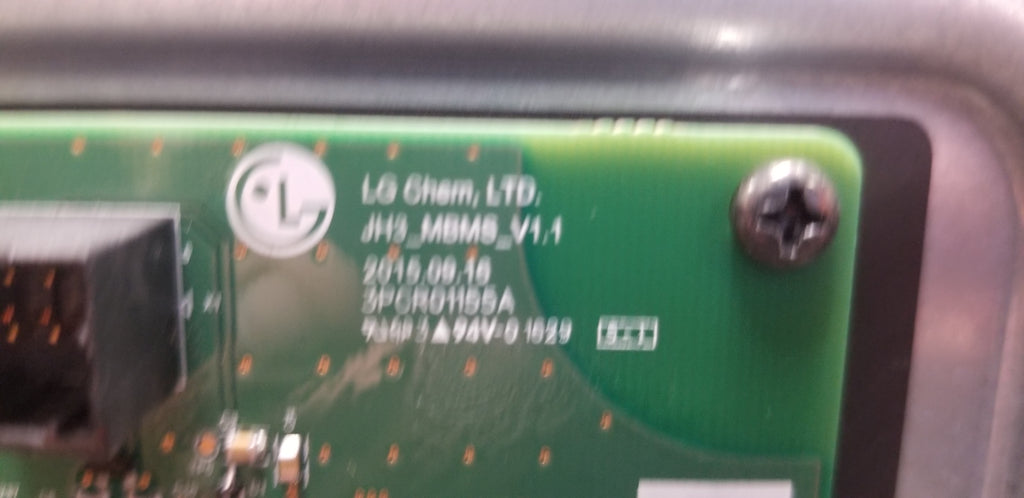 LG Chem, LTD.
JH3_MBMS_V1.1
2015.09.16
3PCR01155A
94V-0 1629